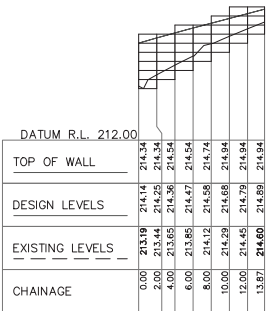 DATUM R.L. 212.00
TOP OF WALL 214.34 214.34 214.54 214.54 214.74 214.94 214.94 214.94
DESIGN LEVELS 214.14 214.25 214.36 214.47 214.58 214.68 214.79 214.89
EXISTING LEVELS 213.19 213.44 213.65 213.85 214.12 214.29 214.45 214.60
CHAINAGE 0.00 2.00 4.00 6.00 8.00 10.00 12.00 13.87